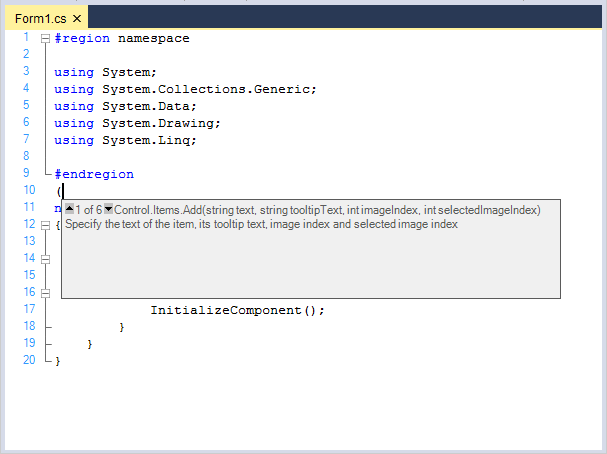 Form1.cs ✕
1 #region namespace
2
3 using System;
4 using System.Collections.Generic;
5 using System.Data;
6 using System.Drawing;
7 using System.Linq;
8
9 #endregion
10 (
11 n
1 of 6 Control.Items.Add(string text, string tooltipText, int imageIndex, int selectedImageIndex)
12 {
Specify the text of the item, its tooltip text, image index and selected image index
13
14
15
16
17 InitializeComponent();
18 }
19 }
20 }